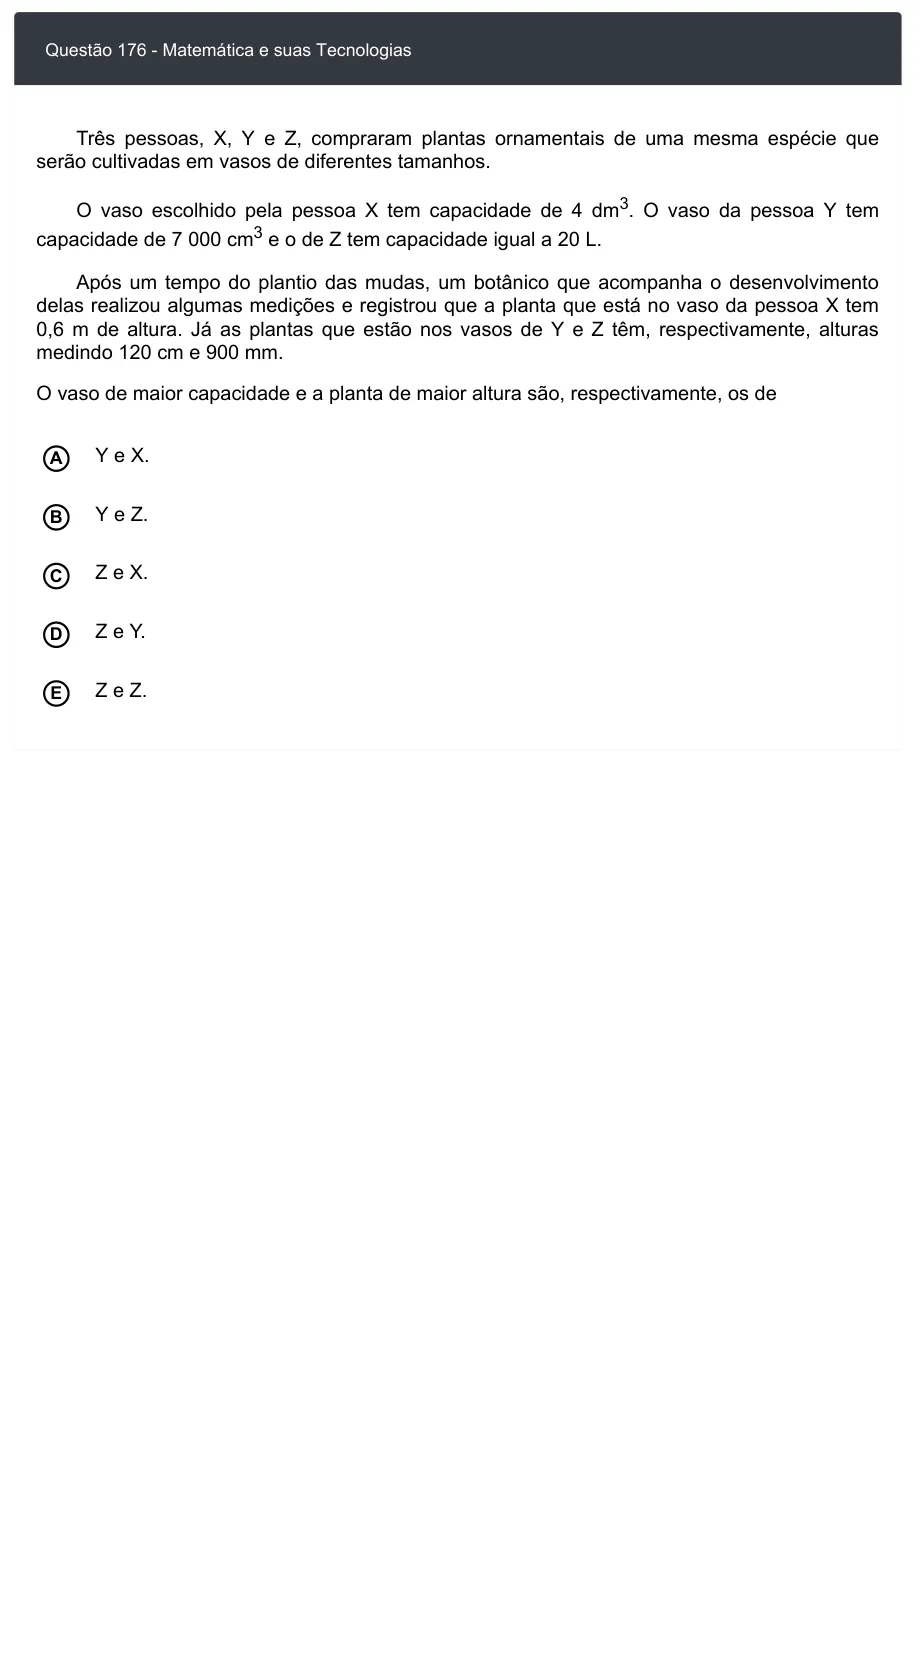 Questão 176 - Matemática e suas Tecnologias
Três pessoas, X, Y e Z, compraram plantas ornamentais de uma mesma espécie que
serão cultivadas em vasos de diferentes tamanhos.
O vaso escolhido pela pessoa X tem capacidade de 4 dm³. O vaso da pessoa Y tem
capacidade de 7 000 cm³ e o de Z tem capacidade igual a 20 L.
Após um tempo do plantio das mudas, um botânico que acompanha o desenvolvimento
delas realizou algumas medições e registrou que a planta que está no vaso da pessoa X tem
0,6 m de altura. Já as plantas que estão nos vasos de Y e Z têm, respectivamente, alturas
medindo 120 cm e 900 mm.
O vaso de maior capacidade e a planta de maior altura são, respectivamente, os de
A Y e X.
B Y e Z.
C Z e X.
D Z e Y.
E Z e Z.